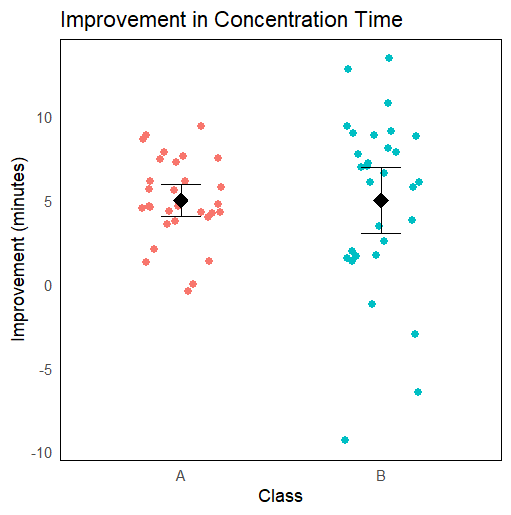 Improvement in Concentration Time
Improvement (minutes)
10
5
0
-5
-10
A B
Class